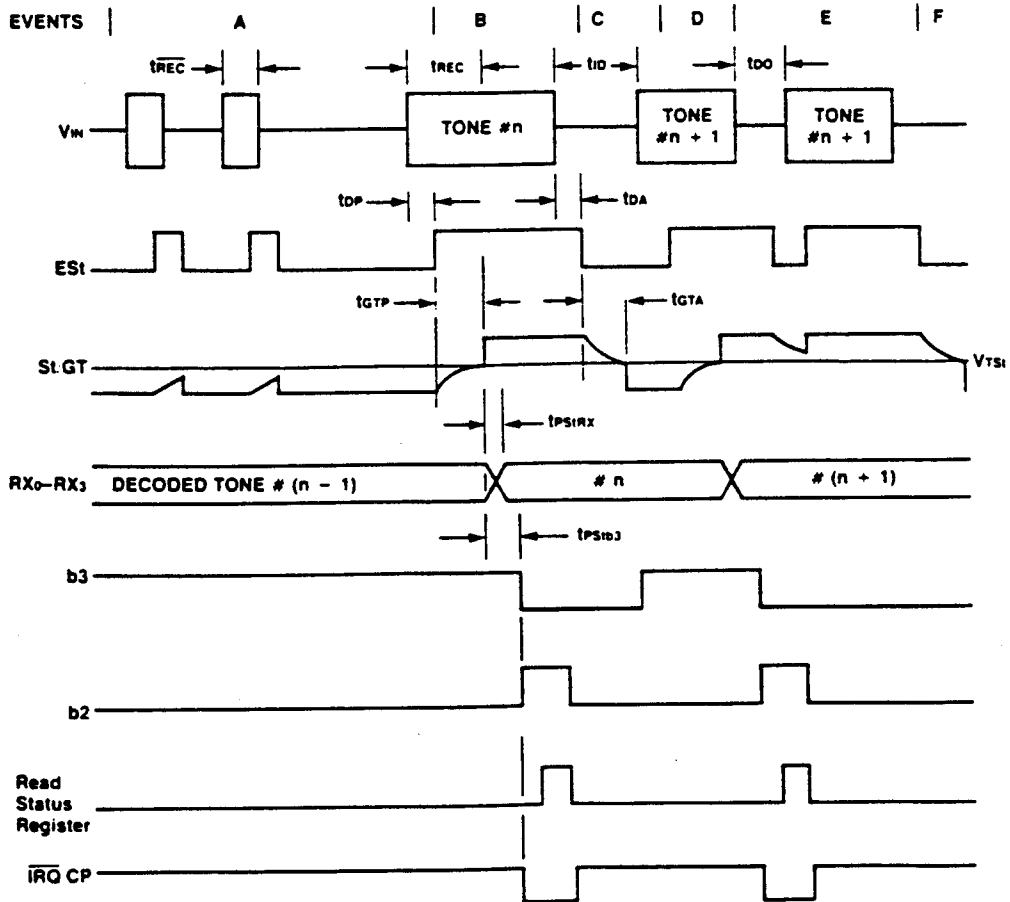 EVENTS A B C D E F
tREC tREC tID tDO
VIN TONE #n TONE #n + 1 TONE #n + 1
tDP tDA
ESt
tGTP tGTA
St GT VTSt
tPStRX
RX0–RX3 DECODED TONE # (n - 1) # n # (n + 1)
tPStb3
b3
b2
Read
Status
Register
IRQ CP